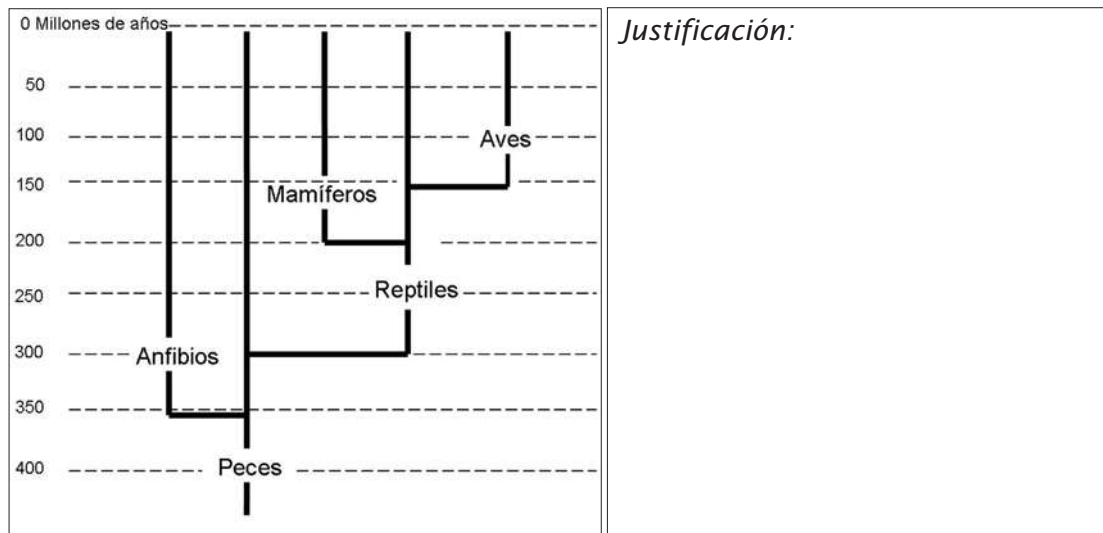 0 Millones de años
50
100
Aves
150
Mamíferos
200
Reptiles
250
300
Anfibios
350
400
Peces
Justificación: